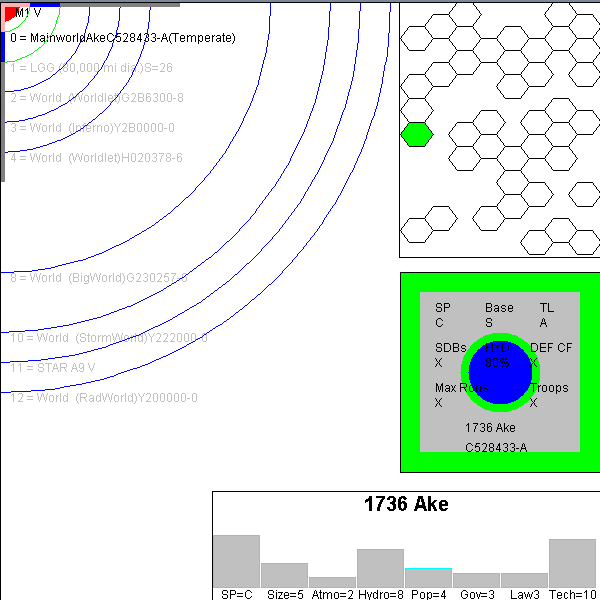 M1 V
0 = MainworldAkeC528433-A(Temperate)
1 = LGG (60,000 mi dia.)S=26
2 = World (Worldlet)G2B6300-8
3 = World (Inferno)Y2B0000-0
4 = World (Worldlet)H020378-6
8 = World (BigWorld)G230257-8
10 = World (StormWorld)Y222000-0
11 = STAR A9 V
12 = World (RadWorld)Y200000-0
SP Base TL
C S A
SDBs HYD DEF CF
X 80% X
Max Troops
X X
1736 Ake
C528433-A
1736 Ake
SP=C Size=5 Atmo=2 Hydro=8 Pop=4 Gov=3 Law3 Tech=10